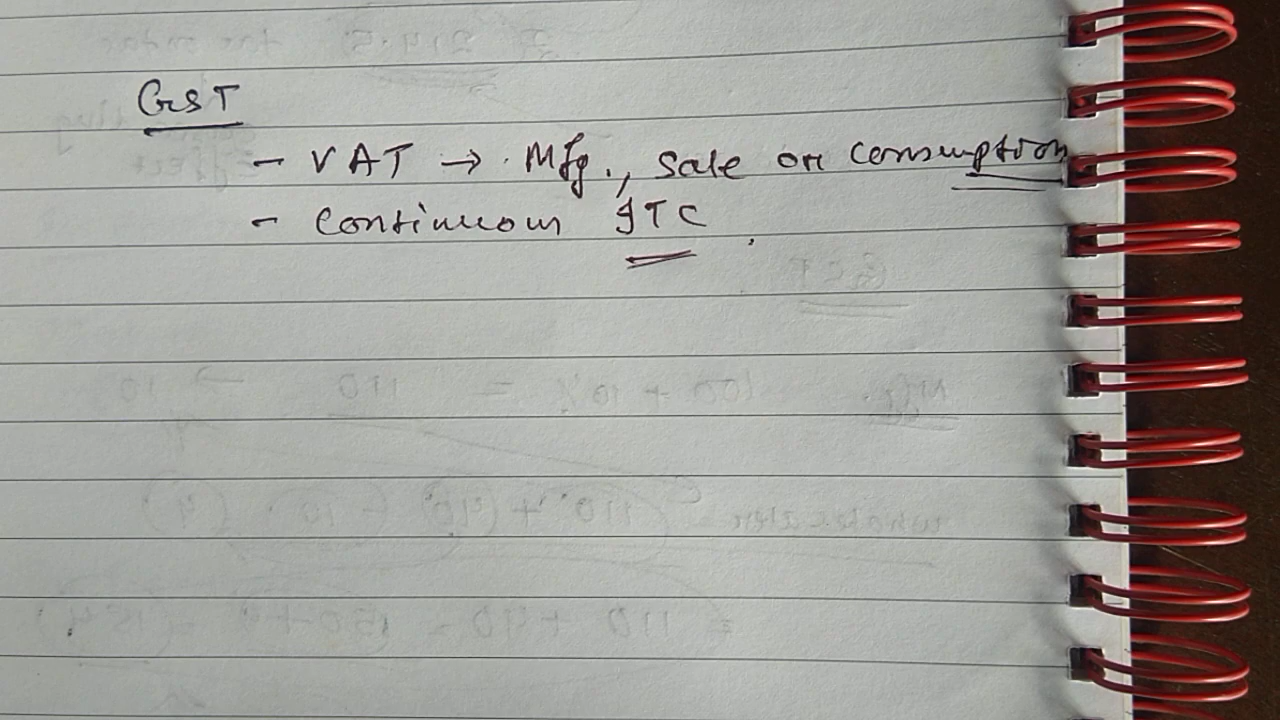 GST
- VAT → Mfg., sale or consumption
- Continuous ITC